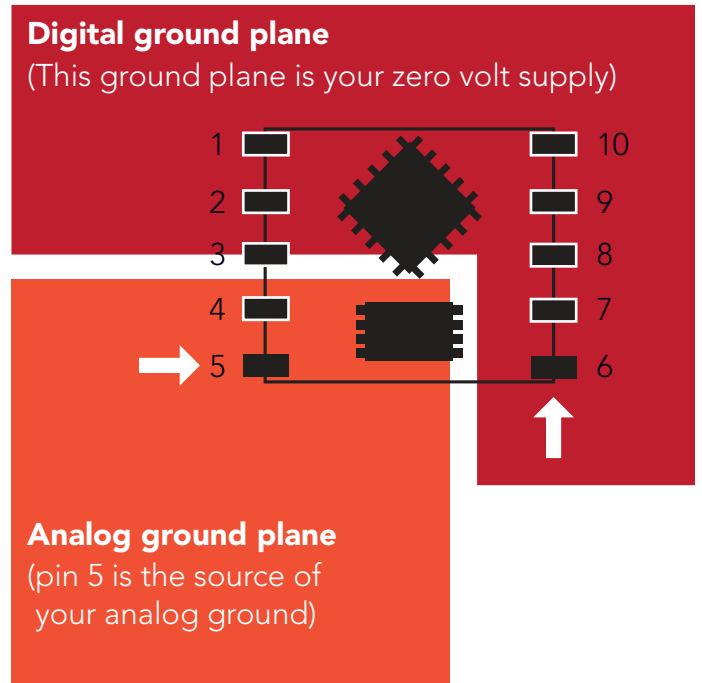 Digital ground plane
(This ground plane is your zero volt supply)
1 10
2 9
3 8
4 7
5 6
Analog ground plane
(pin 5 is the source of
your analog ground)